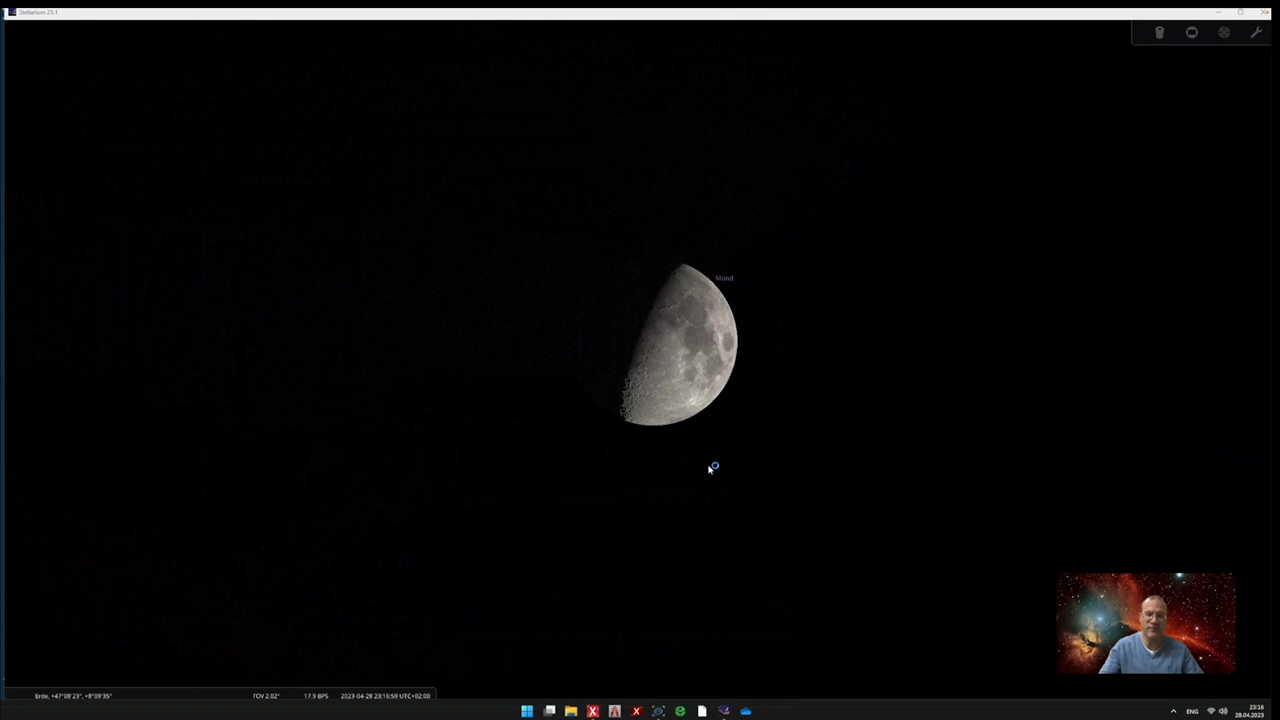 Stellarium 23.1
Mond
Erde, +47°08'23", +8°09'35"
FOV 2.02°
17.9 BPS
2023-04-28 23:16:59 UTC+02:00
ENG
23:16
28.04.2023